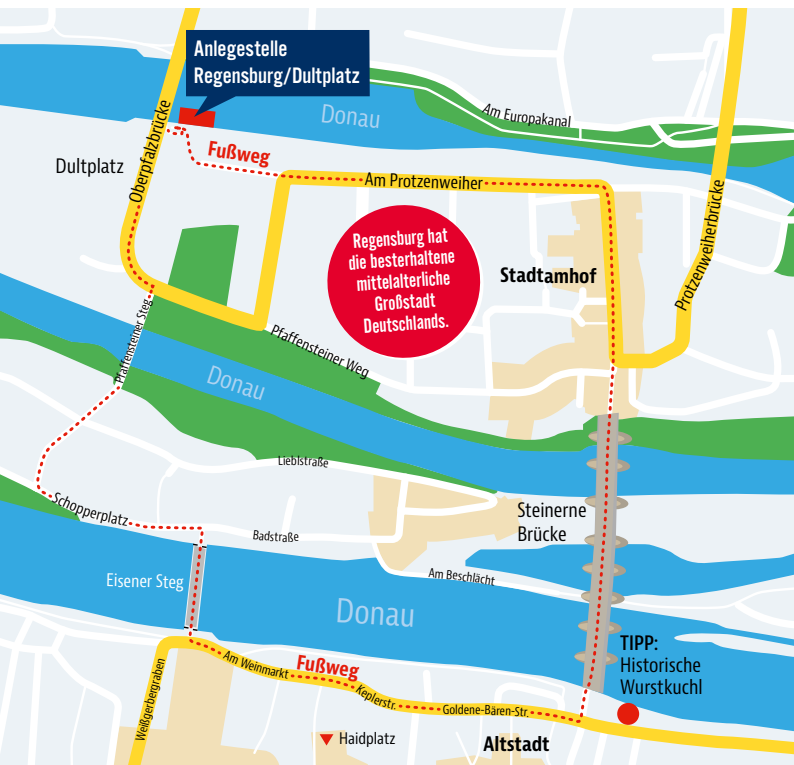 Anlegestelle
Regensburg/Dultplatz
Donau
Am Europakanal
Oberpfalzbrücke
Dultplatz
Fußweg
Am Protzenweiher
Protzenweiherbrücke
Regensburg hat
die besterhaltene
mittelalterliche
Großstadt
Deutschlands.
Stadtamhof
Pfaffensteiner Steg
Pfaffensteiner Weg
Donau
Lieblstraße
Schopperplatz
Badstraße
Steinerne
Brücke
Eisener Steg
Am Beschlächt
Donau
TIPP:
Historische
Wurstkuchl
Weißgerbergraben
Am Weinmarkt
Fußweg
Keplerstr.
Goldene-Bären-Str.
Haidplatz
Altstadt